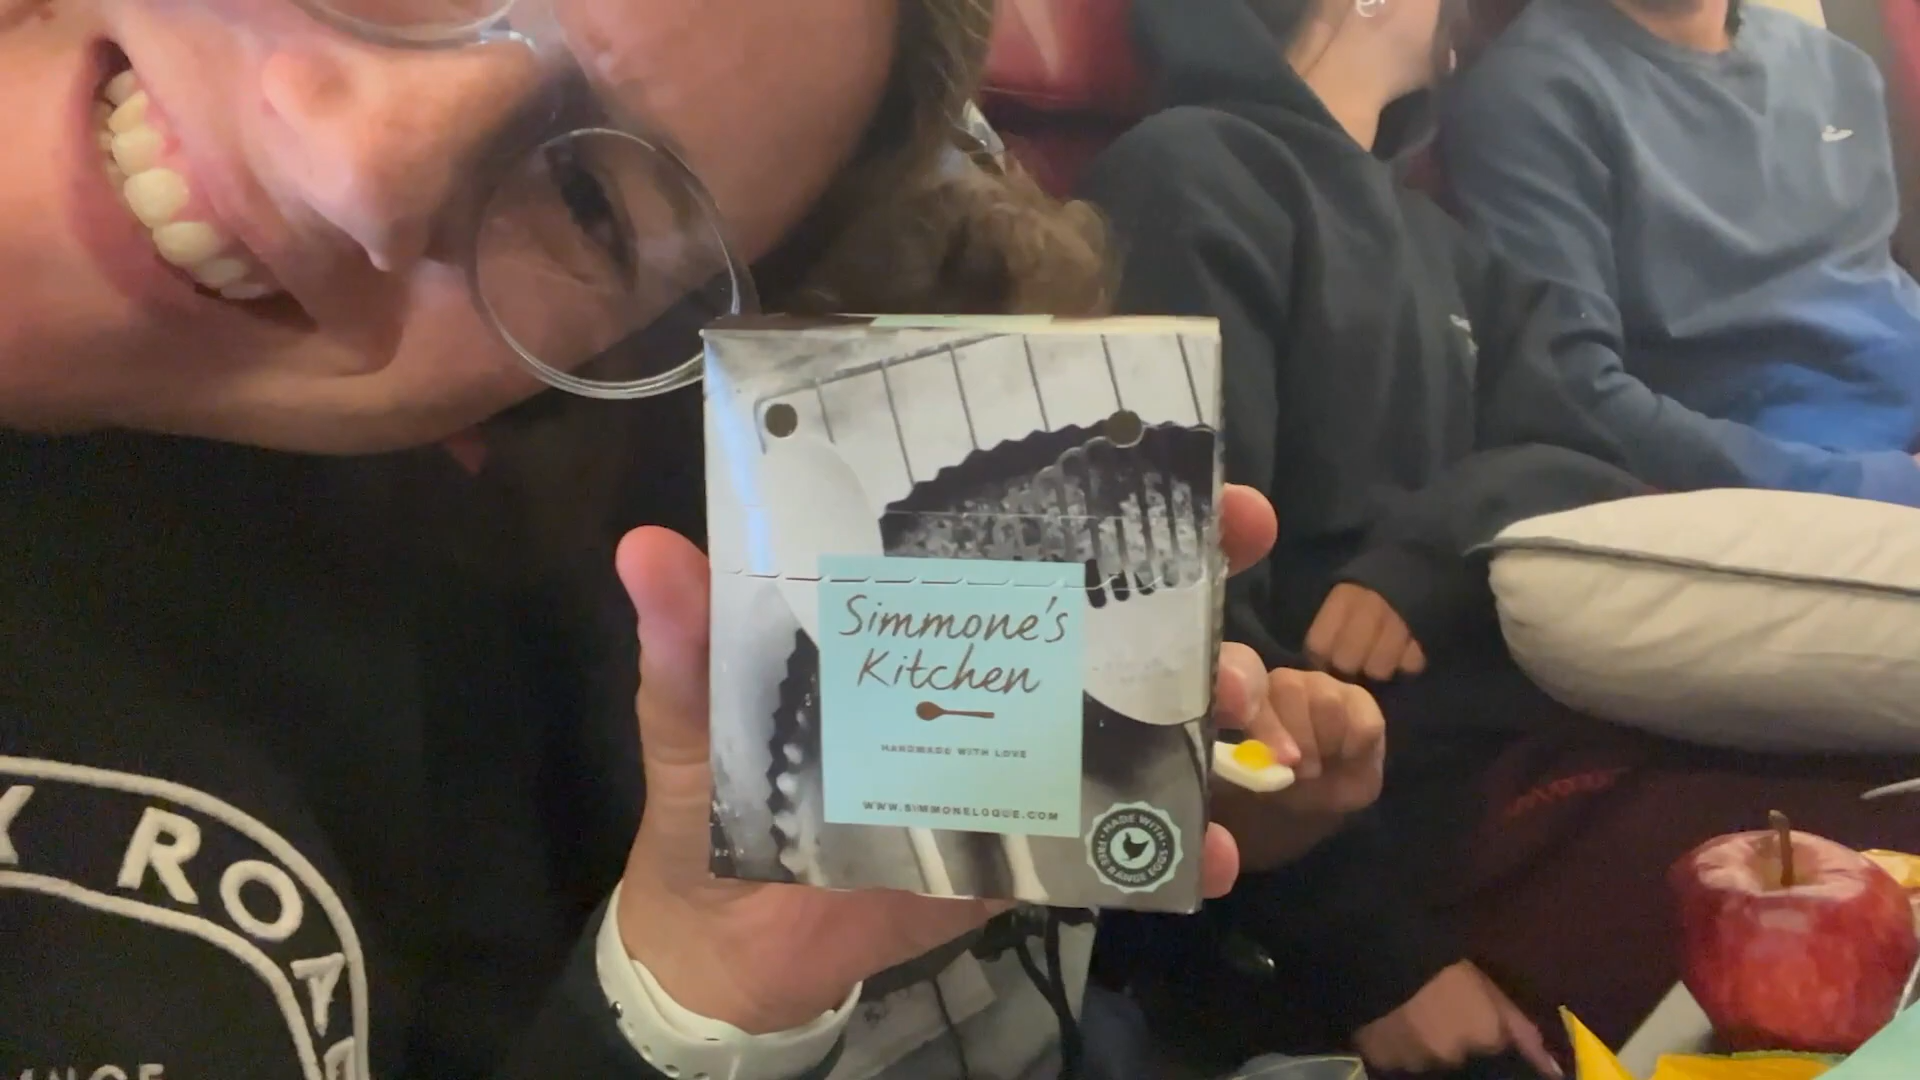 Simmone's
Kitchen
HANDMADE WITH LOVE
WWW.SIMMONELOGUE.COM
MADE WITH
FREE RANGE EGGS